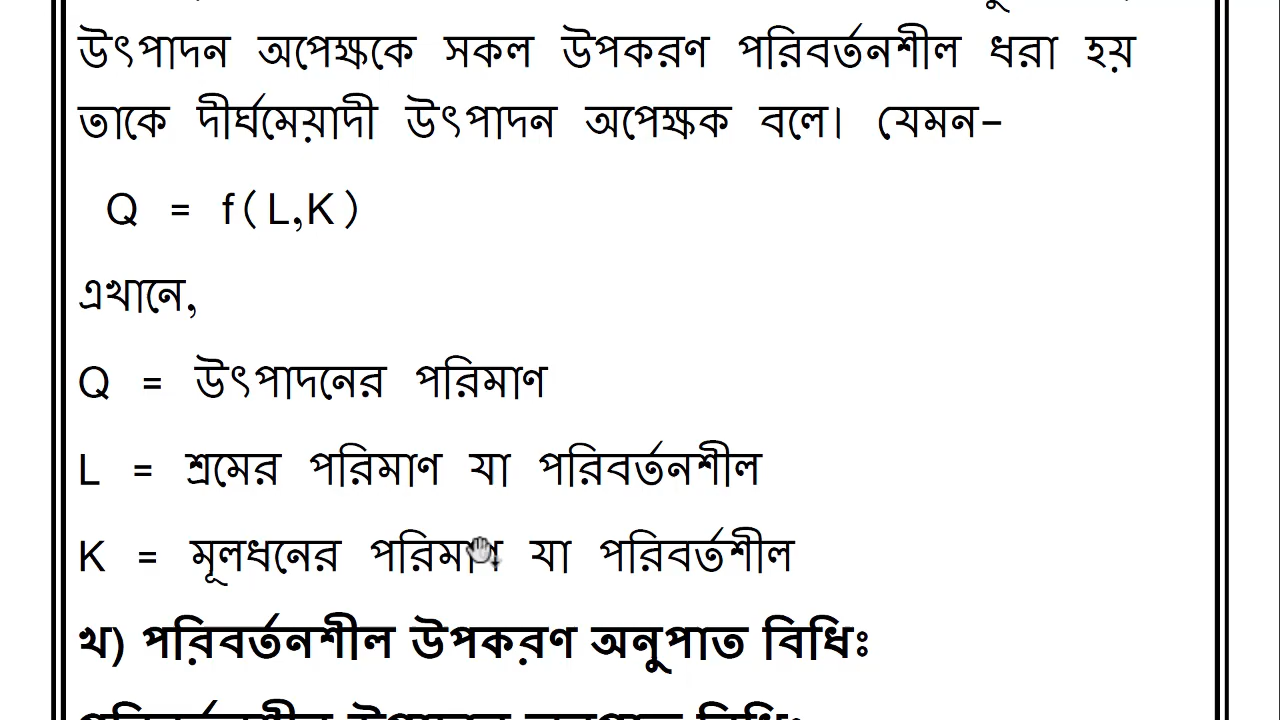 উৎপাদন অপেক্ষকে সকল উপকরণ পরিবর্তনশীল ধরা হয়
তাকে দীর্ঘমেয়াদী উৎপাদন অপেক্ষক বলে। যেমন-
Q = f(L,K)
এখানে,
Q = উৎপাদনের পরিমাণ
L = শ্রমের পরিমাণ যা পরিবর্তনশীল
K = মূলধনের পরিমাণ যা পরিবর্তশীল
খ) পরিবর্তনশীল উপকরণ অনুপাত বিধিঃ